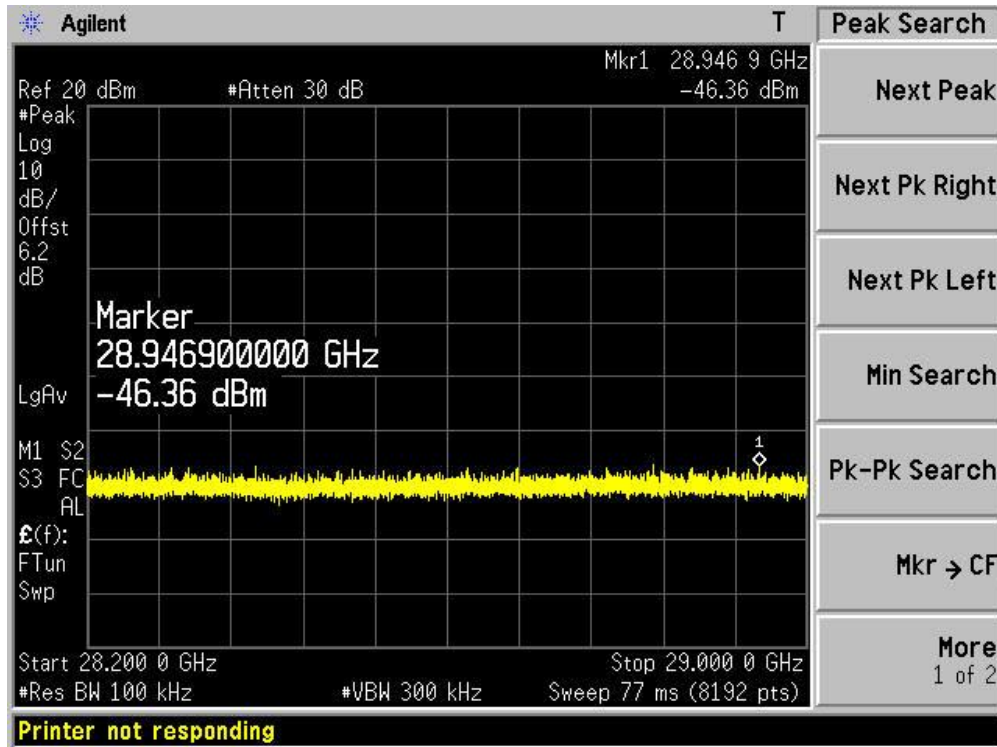 Agilent T Peak Search
Mkr1 28.946 9 GHz
Ref 20 dBm #Atten 30 dB -46.36 dBm
#Peak
Log
10
dB/
Offst
6.2
dB
Marker
28.946900000 GHz
-46.36 dBm
LgAv
M1 S2
S3 FC
AL
£(f):
FTun
Swp
1
Start 28.200 0 GHz Stop 29.000 0 GHz
#Res BW 100 kHz #VBW 300 kHz Sweep 77 ms (8192 pts)
Printer not responding
Next Peak
Next Pk Right
Next Pk Left
Min Search
Pk-Pk Search
Mkr → CF
More
1 of 2